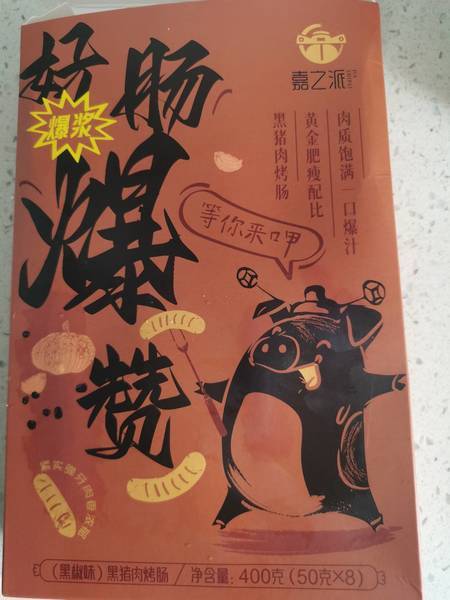 嘉之派
好肠
爆浆
爆赞
肉质饱满一口爆汁
黄金肥瘦配比
黑猪肉烤肠
等你来呷
(黑椒味)黑猪肉烤肠/净含量:400克(50克×8)